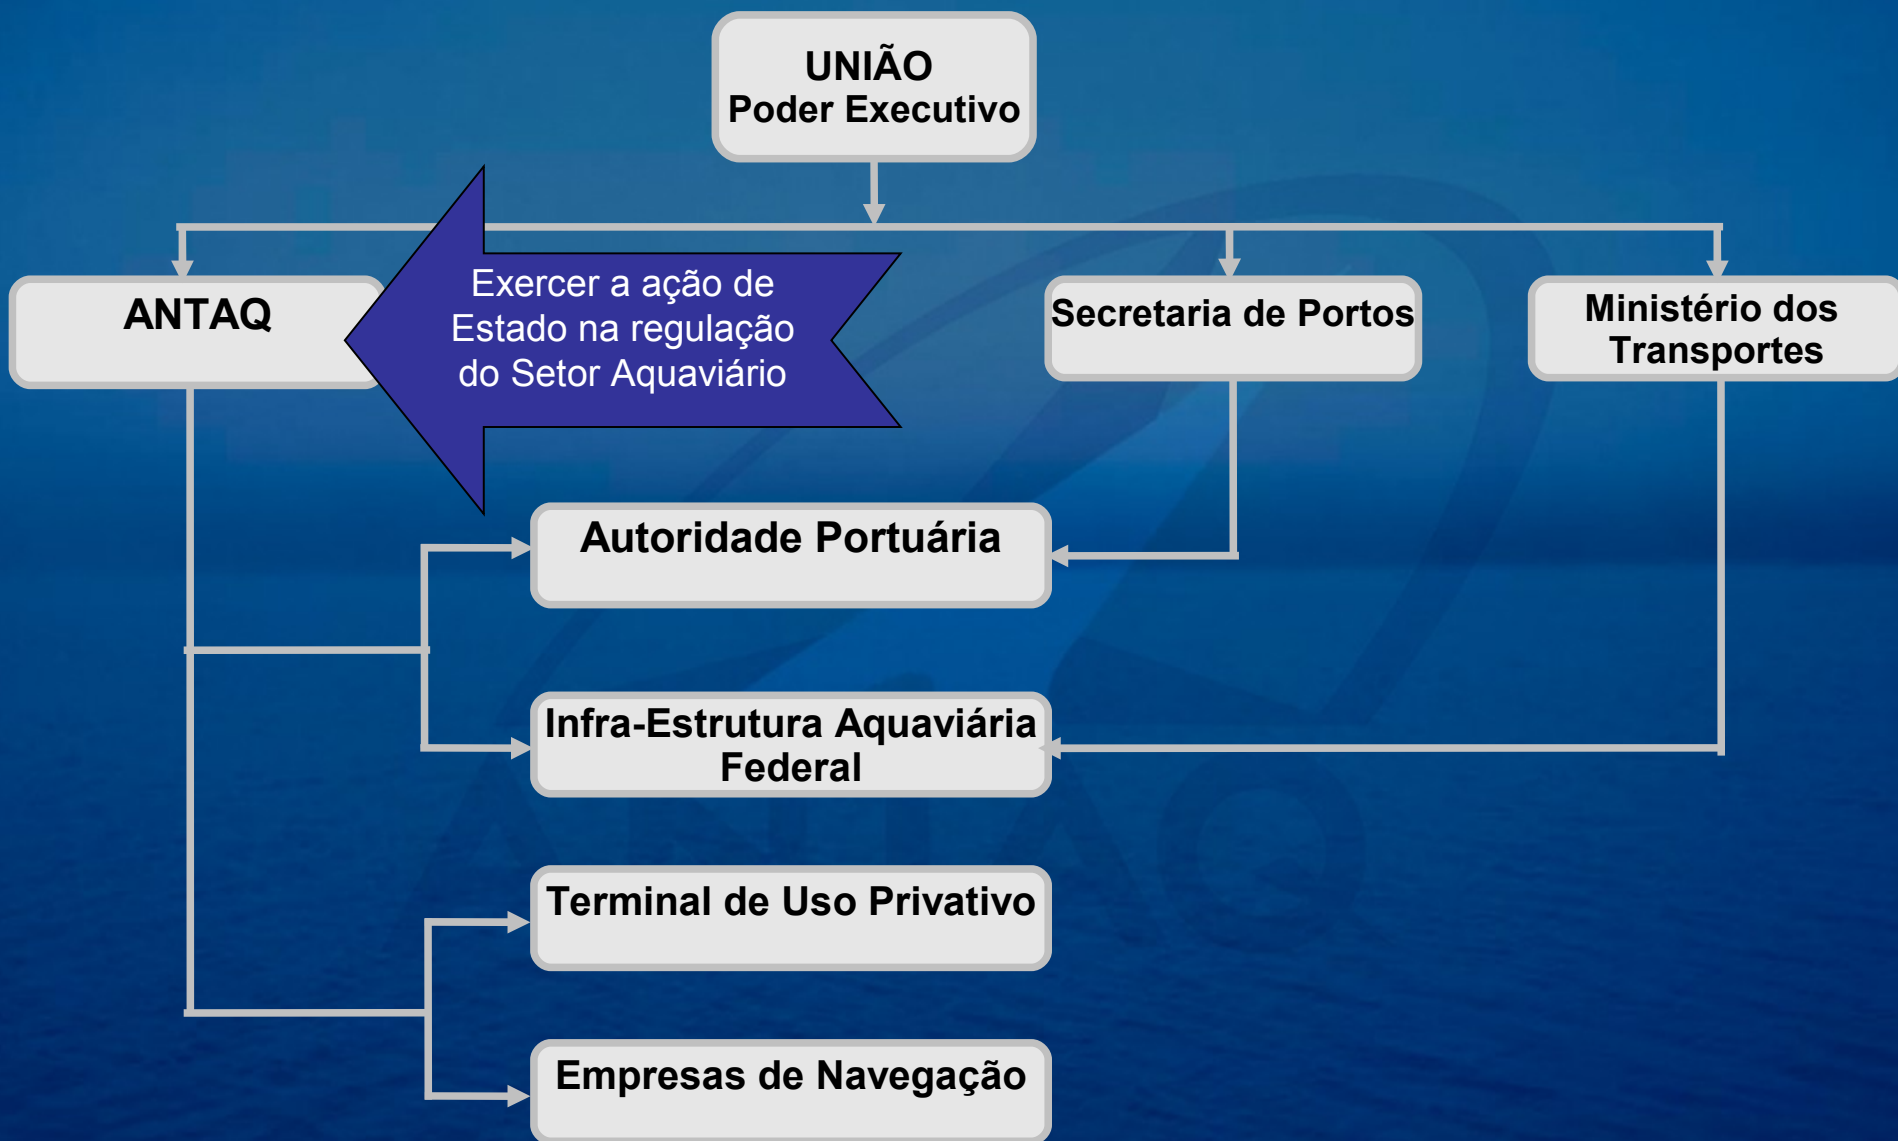 UNIÃO
Poder Executivo
ANTAQ
Exercer a ação de
Estado na regulação
do Setor Aquaviário
Secretaria de Portos
Ministério dos
Transportes
Autoridade Portuária
Infra-Estrutura Aquaviária
Federal
Terminal de Uso Privativo
Empresas de Navegação
ANTAQ